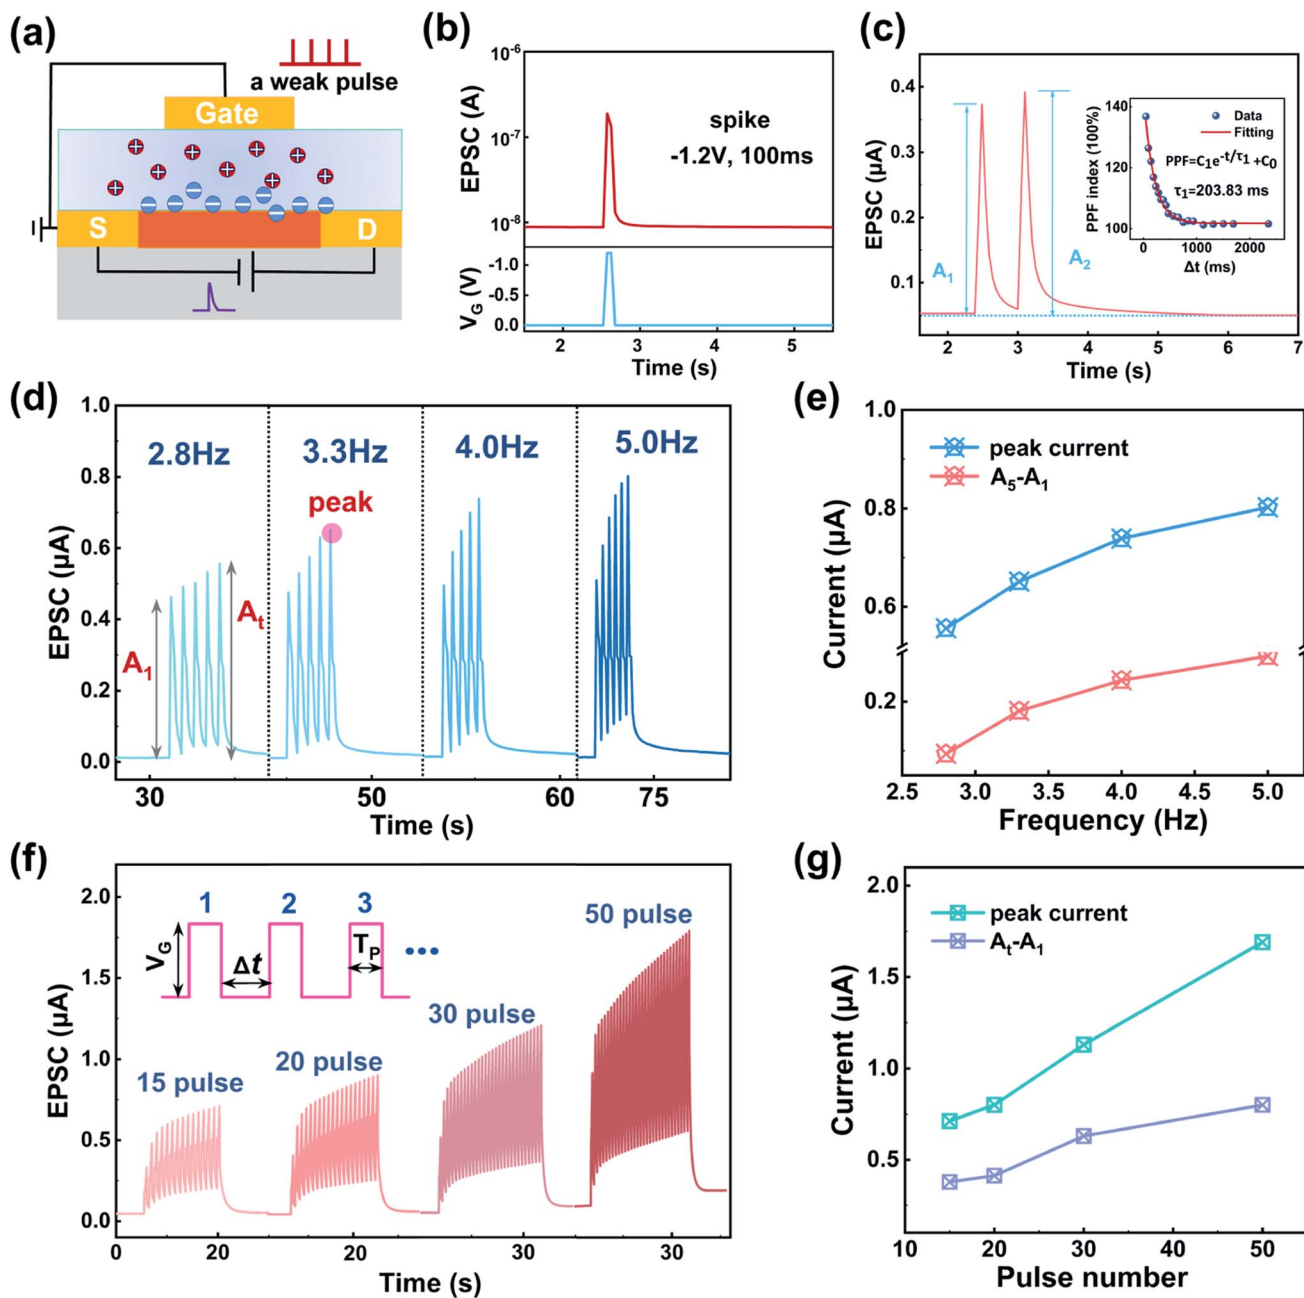 (a)
a weak pulse
Gate
S
D
(b)
EPSC (A)
10⁻⁶
10⁻⁷
10⁻⁸
spike
-1.2V, 100ms
V_G (V)
-1.0
-0.5
0.0
2 3 4 5
Time (s)
(c)
EPSC (μA)
0.4
0.3
0.2
0.1
A₁
A₂
2 3 4 5 6 7
Time (s)
PPF index (100%)
140
120
100
Data
Fitting
PPF=C₁e^-t/τ₁ +C₀
τ₁=203.83 ms
0 1000 2000
Δt (ms)
(d)
EPSC (μA)
1.0
0.8
0.6
0.4
0.2
0.0
2.8Hz
3.3Hz
4.0Hz
5.0Hz
peak
A₁
A_t
30 50 60 75
Time (s)
(e)
Current (μA)
1.0
0.8
0.6
0.2
peak current
A₅-A₁
2.5 3.0 3.5 4.0 4.5 5.0
Frequency (Hz)
(f)
EPSC (μA)
2.0
1.5
1.0
0.5
0.0
1 2 3
V_G
Δt
T_P
•••
15 pulse
20 pulse
30 pulse
50 pulse
0 20 20 30 30
Time (s)
(g)
Current (μA)
2.0
1.5
1.0
0.5
peak current
A_t-A₁
10 20 30 40 50
Pulse number